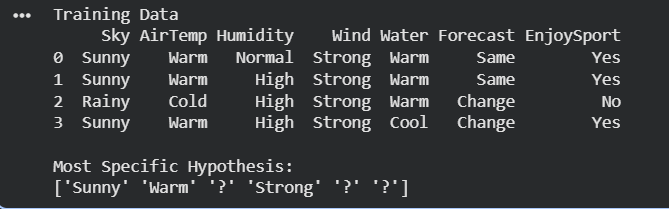 Training Data
Sky AirTemp Humidity Wind Water Forecast EnjoySport
0 Sunny Warm Normal Strong Warm Same Yes
1 Sunny Warm High Strong Warm Same Yes
2 Rainy Cold High Strong Warm Change No
3 Sunny Warm High Strong Cool Change Yes
Most Specific Hypothesis:
['Sunny' 'Warm' '?' 'Strong' '?' '?']